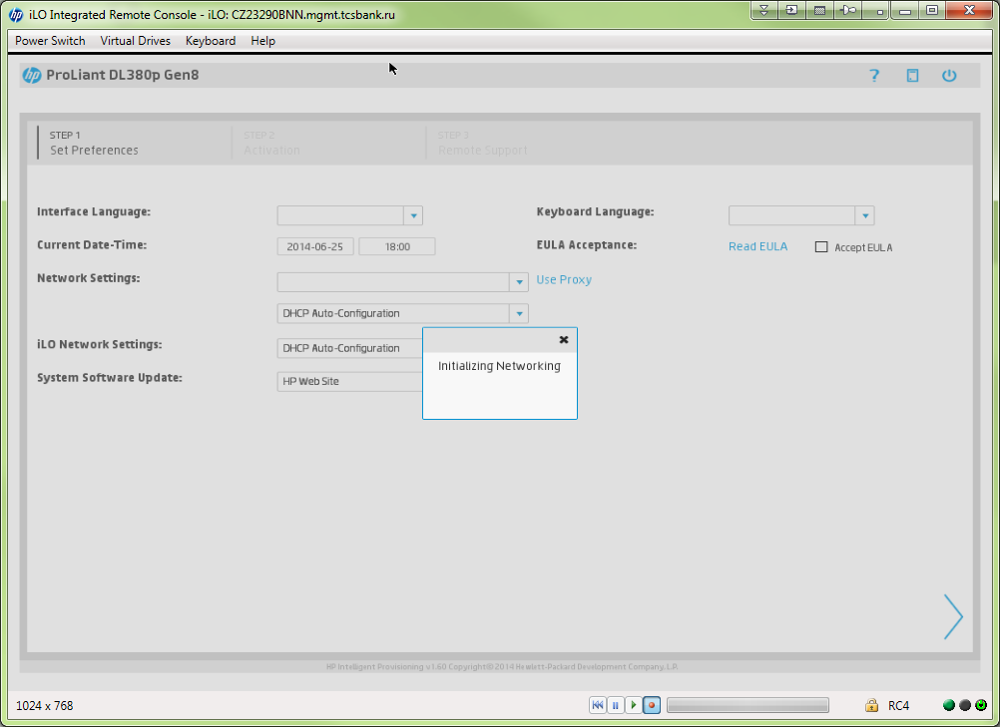 iLO Integrated Remote Console - iLO: CZ23290BNN.mgmt.tcsbank.ru
Power Switch Virtual Drives Keyboard Help
hp ProLiant DL380p Gen8 ?
STEP 1 STEP 2 STEP 3
Set Preferences Activation Remote Support
Interface Language: Keyboard Language:
Current Date-Time: 2014-06-25 18:00 EULA Acceptance: Read EULA Accept EULA
Network Settings: Use Proxy
DHCP Auto-Configuration
iLO Network Settings: DHCP Auto-Configuration
System Software Update: HP Web Site
Initializing Networking
HP Intelligent Provisioning v1.60 Copyright© 2014 Hewlett-Packard Development Company, L.P.
1024 x 768 RC4